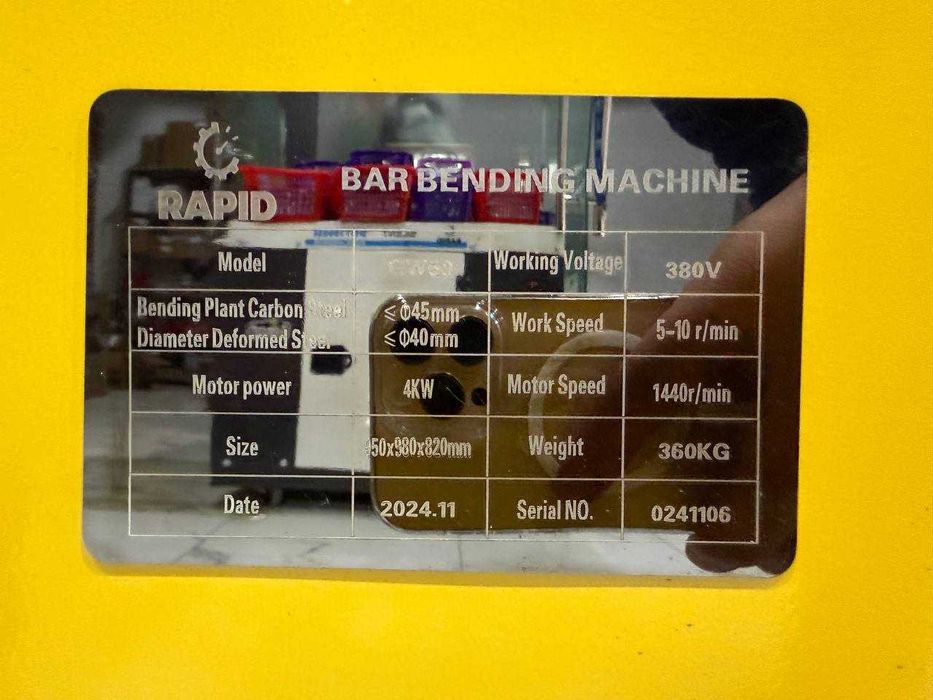 RAPID
BAR BENDING MACHINE
Model GW50 Working Voltage 380V
Bending Plant Carbon Steel ≤ Φ45mm Work Speed 5-10 r/min
Diameter Deformed Steel ≤ Φ40mm
Motor power 4KW Motor Speed 1440r/min
Size 950x980x820mm Weight 360KG
Date 2024.11 Serial NO. 0241106